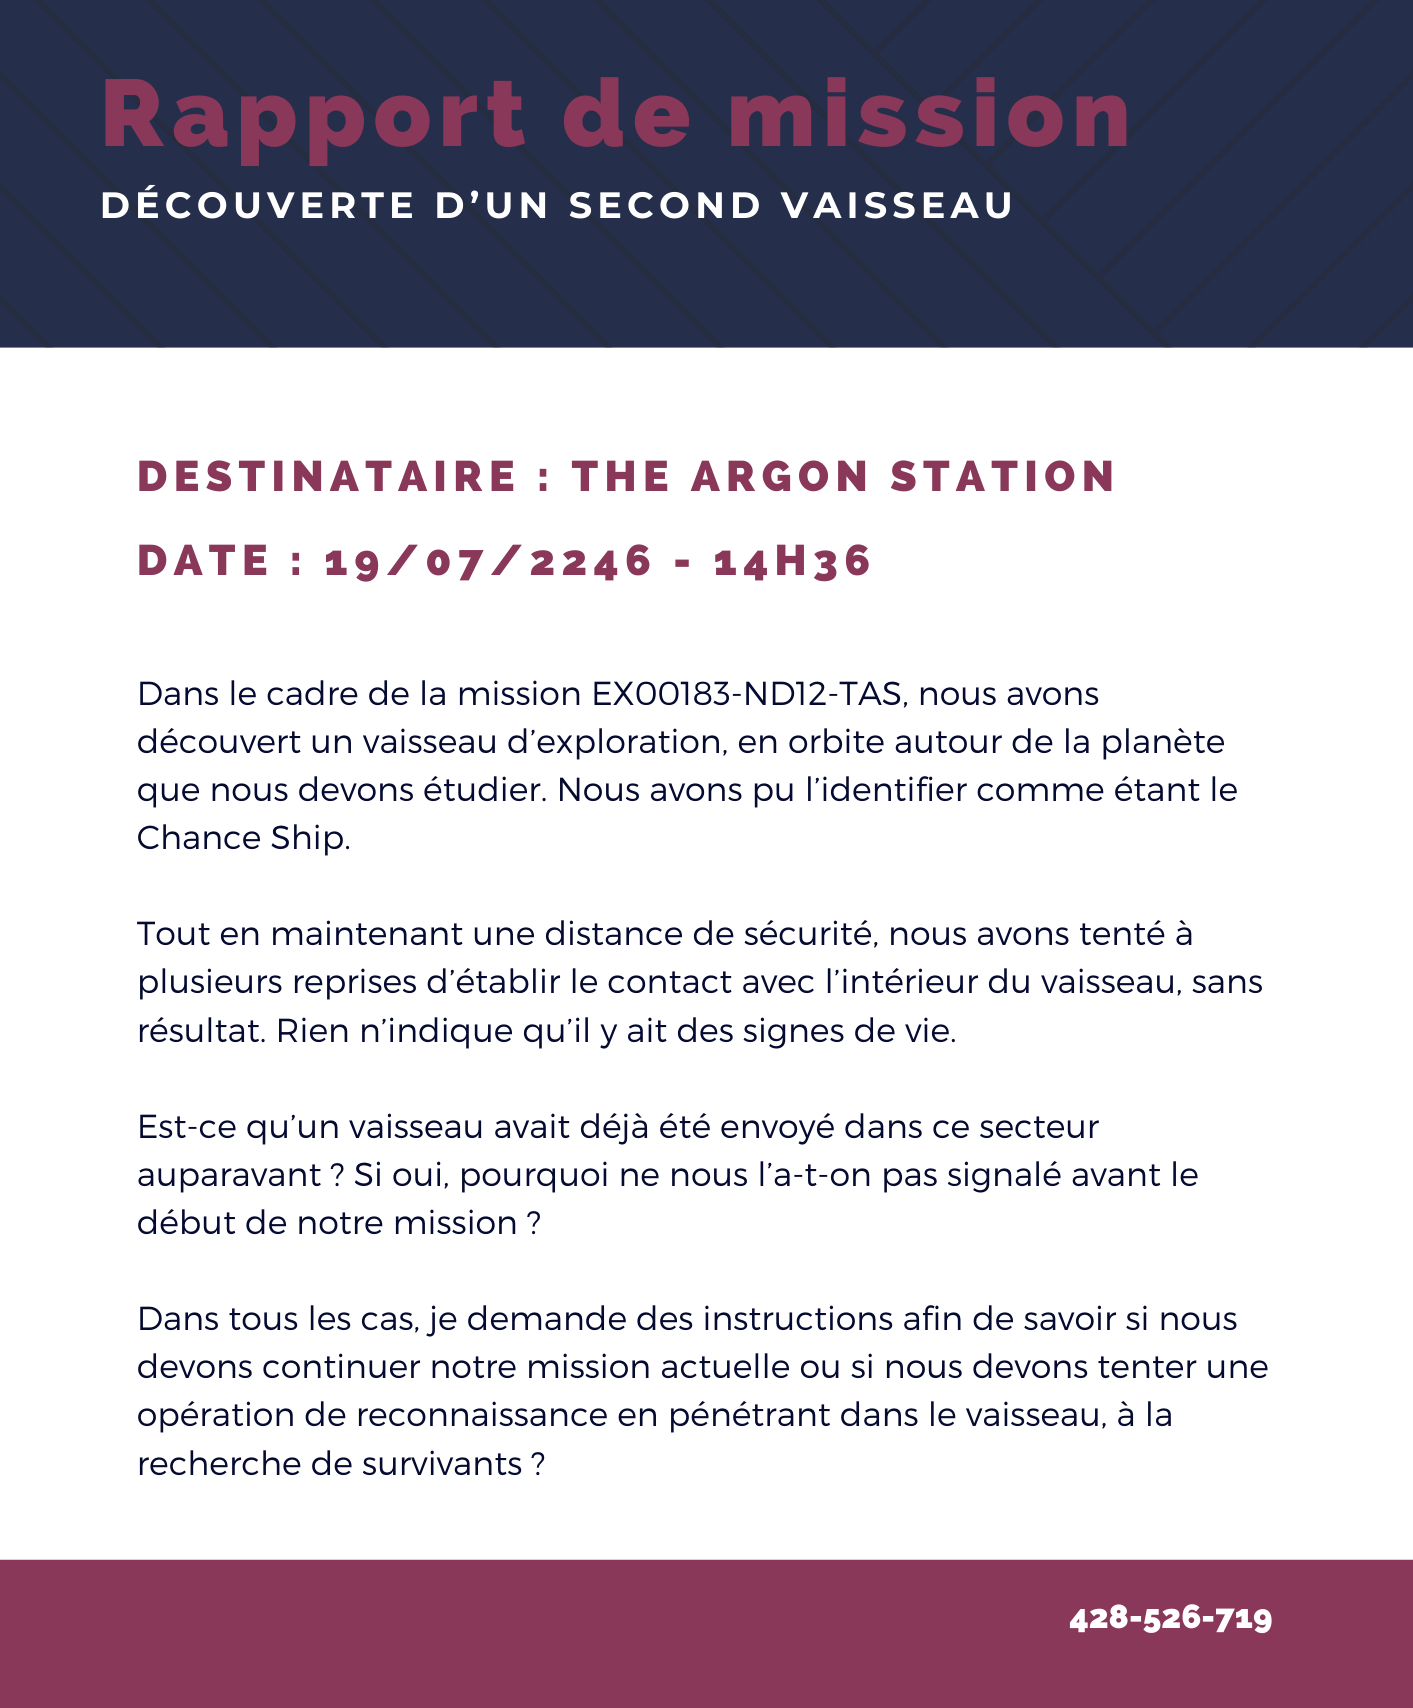 Rapport de mission
DÉCOUVERTE D’UN SECOND VAISSEAU
DESTINATAIRE : THE ARGON STATION
DATE : 19/07/2246 - 14H36
Dans le cadre de la mission EX00183-ND12-TAS, nous avons
découvert un vaisseau d’exploration, en orbite autour de la planète
que nous devons étudier. Nous avons pu l’identifier comme étant le
Chance Ship.
Tout en maintenant une distance de sécurité, nous avons tenté à
plusieurs reprises d’établir le contact avec l’intérieur du vaisseau, sans
résultat. Rien n’indique qu’il y ait des signes de vie.
Est-ce qu’un vaisseau avait déjà été envoyé dans ce secteur
auparavant ? Si oui, pourquoi ne nous l’a-t-on pas signalé avant le
début de notre mission ?
Dans tous les cas, je demande des instructions afin de savoir si nous
devons continuer notre mission actuelle ou si nous devons tenter une
opération de reconnaissance en pénétrant dans le vaisseau, à la
recherche de survivants ?
428-526-719